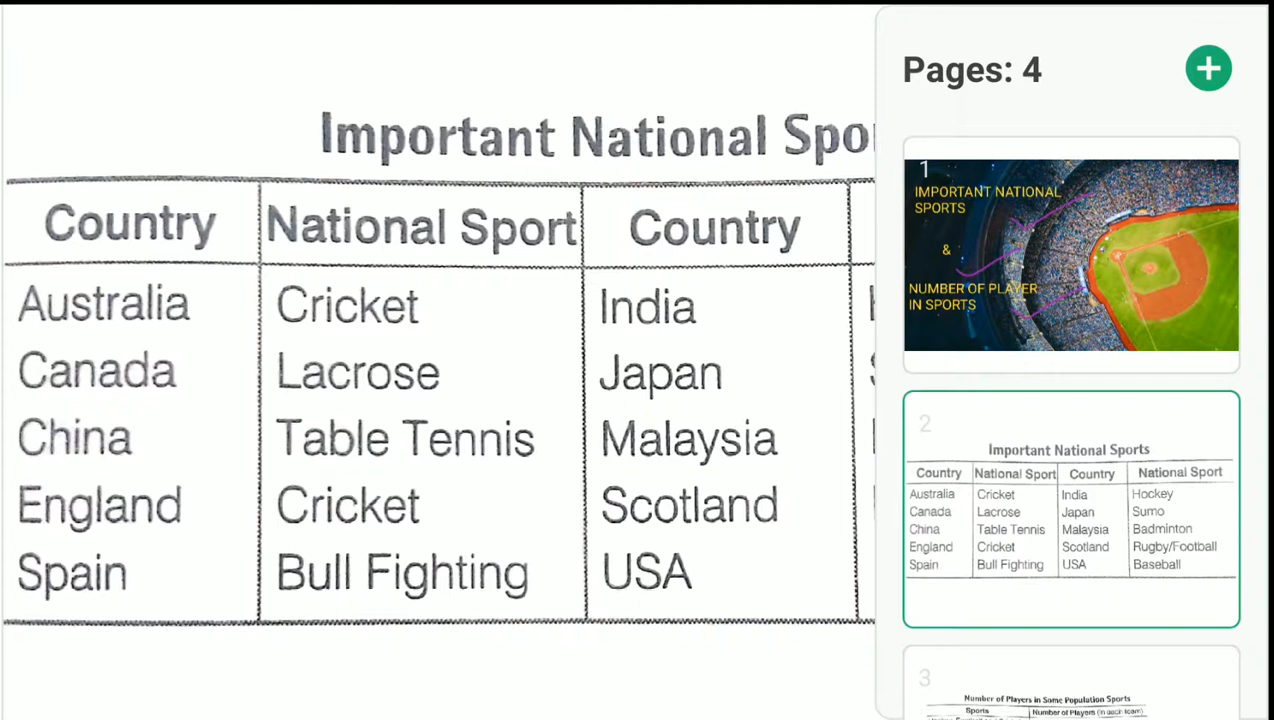 Important National Spo
Country National Sport Country
Australia Cricket India
Canada Lacrose Japan
China Table Tennis Malaysia
England Cricket Scotland
Spain Bull Fighting USA
Pages: 4
1
IMPORTANT NATIONAL
SPORTS
&
NUMBER OF PLAYER
IN SPORTS
2
Important National Sports
Country National Sport Country National Sport
Australia Cricket India Hockey
Canada Lacrose Japan Sumo
China Table Tennis Malaysia Badminton
England Cricket Scotland Rugby/Football
Spain Bull Fighting USA Baseball
3
Number of Players in Some Population Sports
Sports Number of Players (in each team)